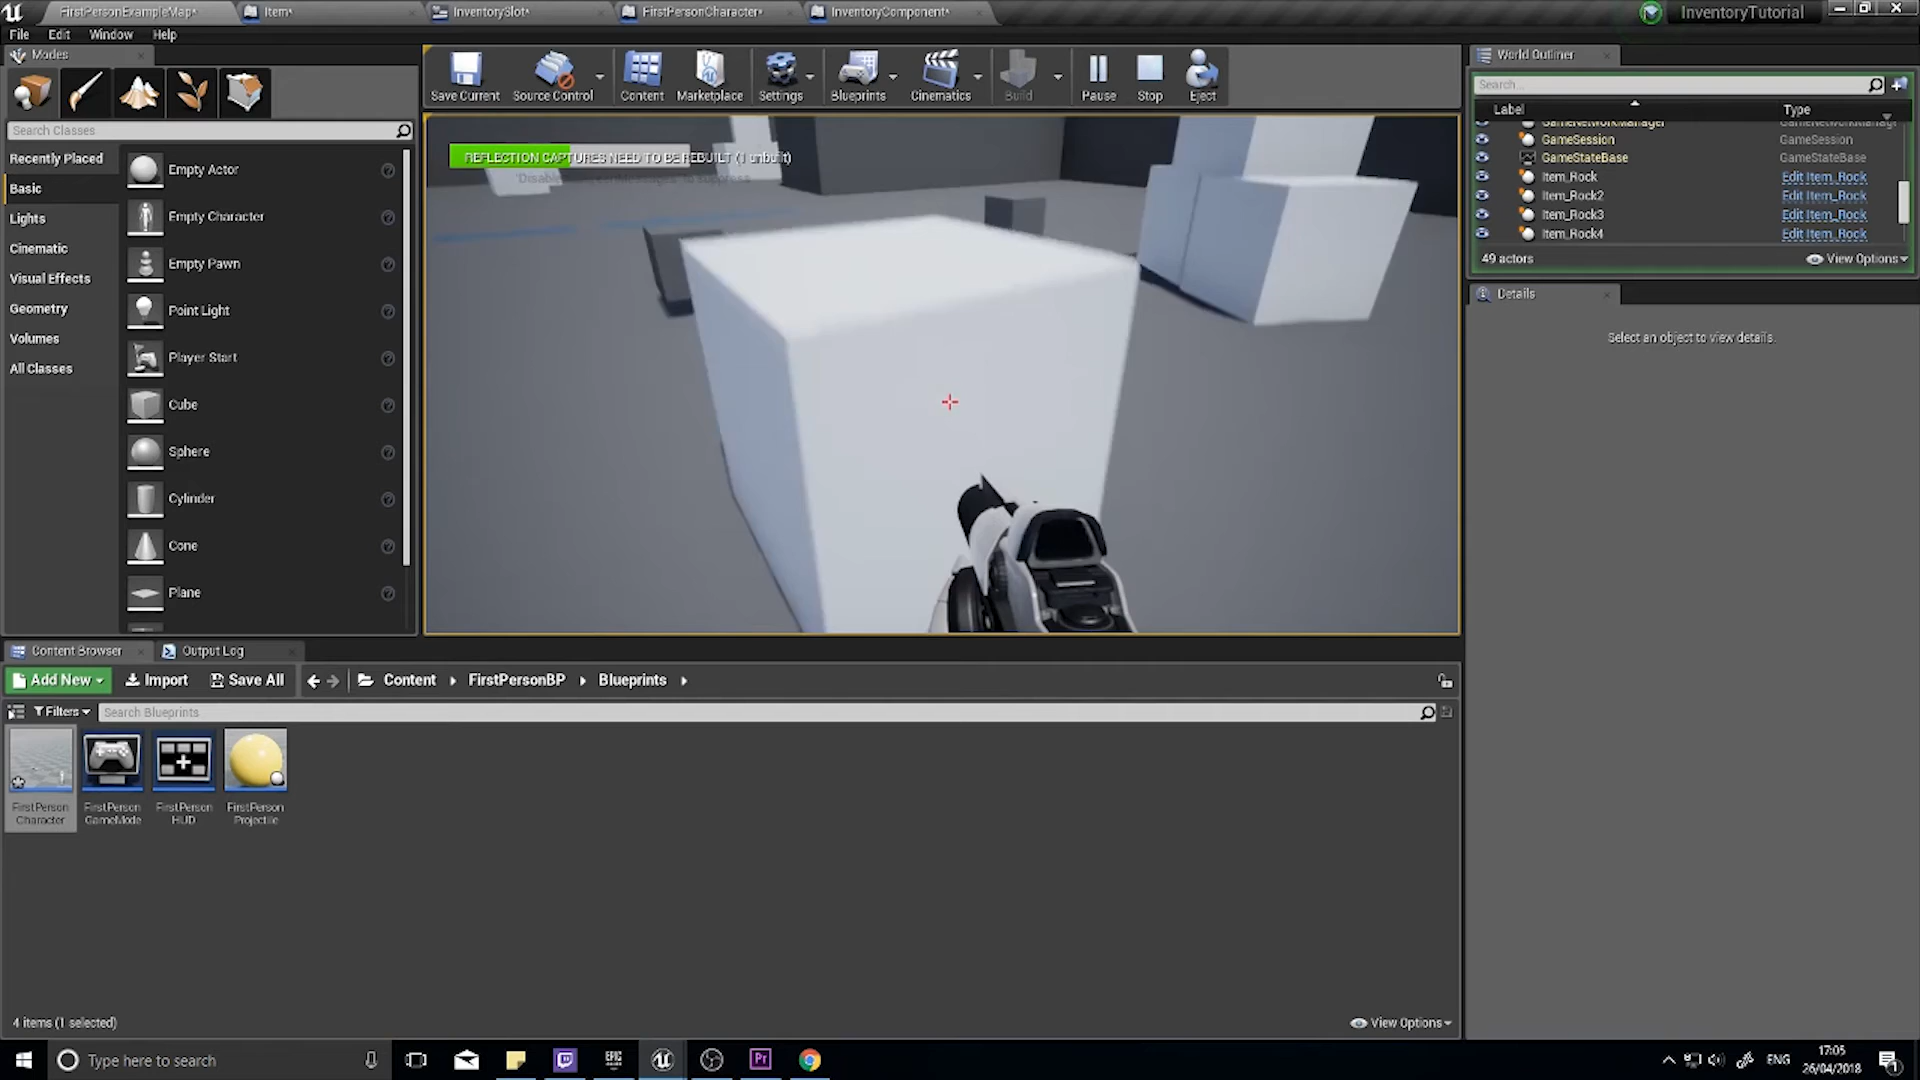 FirstPersonExampleMap*
Item*
InventorySlot*
FirstPersonCharacter*
InventoryComponent*
InventoryTutorial
File Edit Window Help
Modes
Save Current
Source Control
Content
Marketplace
Settings
Blueprints
Cinematics
Build
Pause
Stop
Eject
World Outliner
Search...
Label Type
GameNetworkManager
GameSession GameSession
GameStateBase GameStateBase
Item_Rock Edit Item_Rock
Item_Rock2 Edit Item_Rock
Item_Rock3 Edit Item_Rock
Item_Rock4 Edit Item_Rock
49 actors
View Options
Details
Select an object to view details.
Search Classes
Recently Placed
Basic
Lights
Cinematic
Visual Effects
Geometry
Volumes
All Classes
Empty Actor
Empty Character
Empty Pawn
Point Light
Player Start
Cube
Sphere
Cylinder
Cone
Plane
REFLECTION CAPTURES NEED TO BE REBUILT (1 unbuilt)
Content Browser
Output Log
Add New
Import
Save All
Content
FirstPersonBP
Blueprints
Filters
Search Blueprints
FirstPerson
Character
FirstPerson
GameMode
FirstPerson
HUD
FirstPerson
Projectile
4 items (1 selected)
View Options
Type here to search
EPIC
Pr
ENG
17:05
26/04/2018